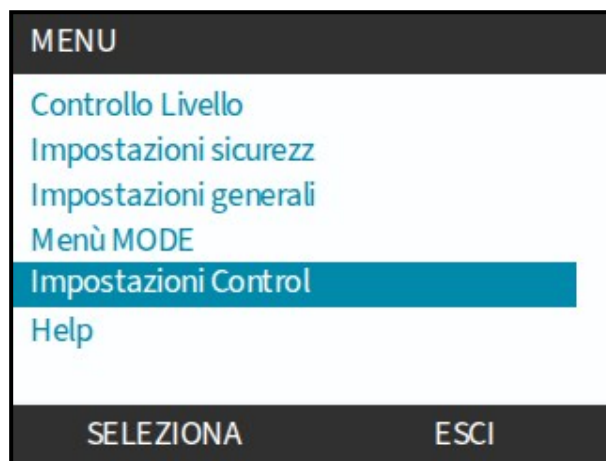 MENU
Controllo Livello
Impostazioni sicurezz
Impostazioni generali
Menù MODE
Impostazioni Control
Help
SELEZIONA ESCI